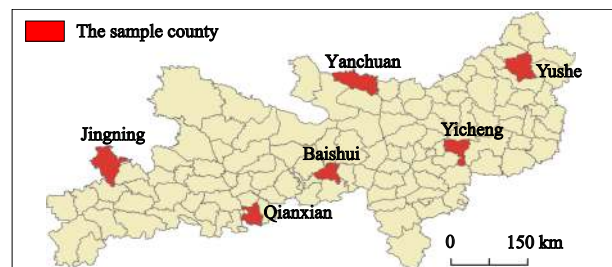 The sample county
Yanchuan
Yushe
Jingning
Yicheng
Baishui
Qianxian
0 150 km